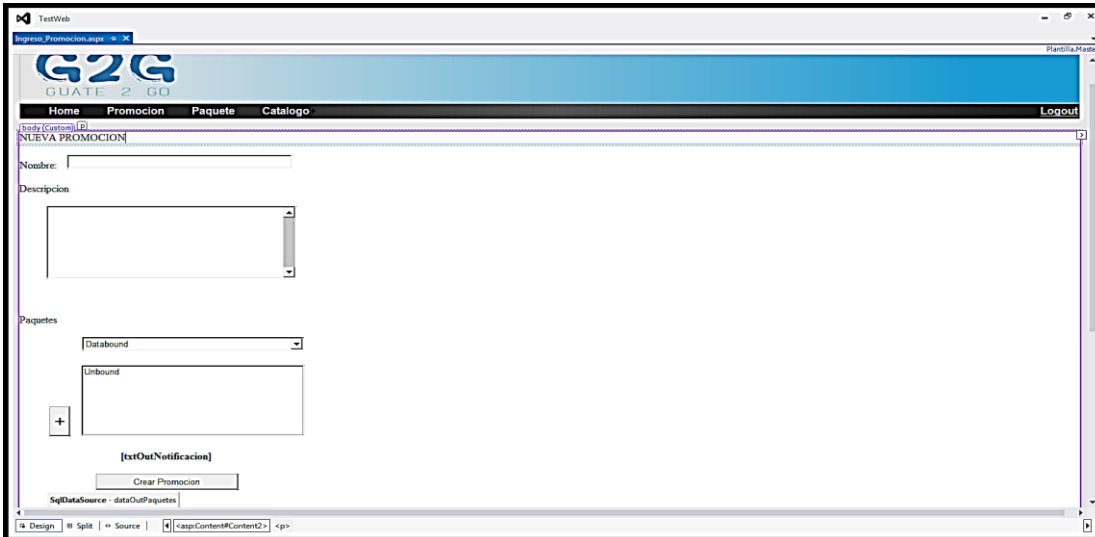 TestWeb
Ingreso_Promocion.aspx
Plantilla.Master
G2G
GUATE 2 GO
Home Promocion Paquete Catalogo Logout
body (Custom) p
NUEVA PROMOCION
Nombre:
Descripcion
Paquetes
Databound
Unbound
+
[txtOutNotificacion]
Crear Promocion
SqlDataSource - dataOutPaquetes
Design Split Source <asp:Content#Content2> <p>